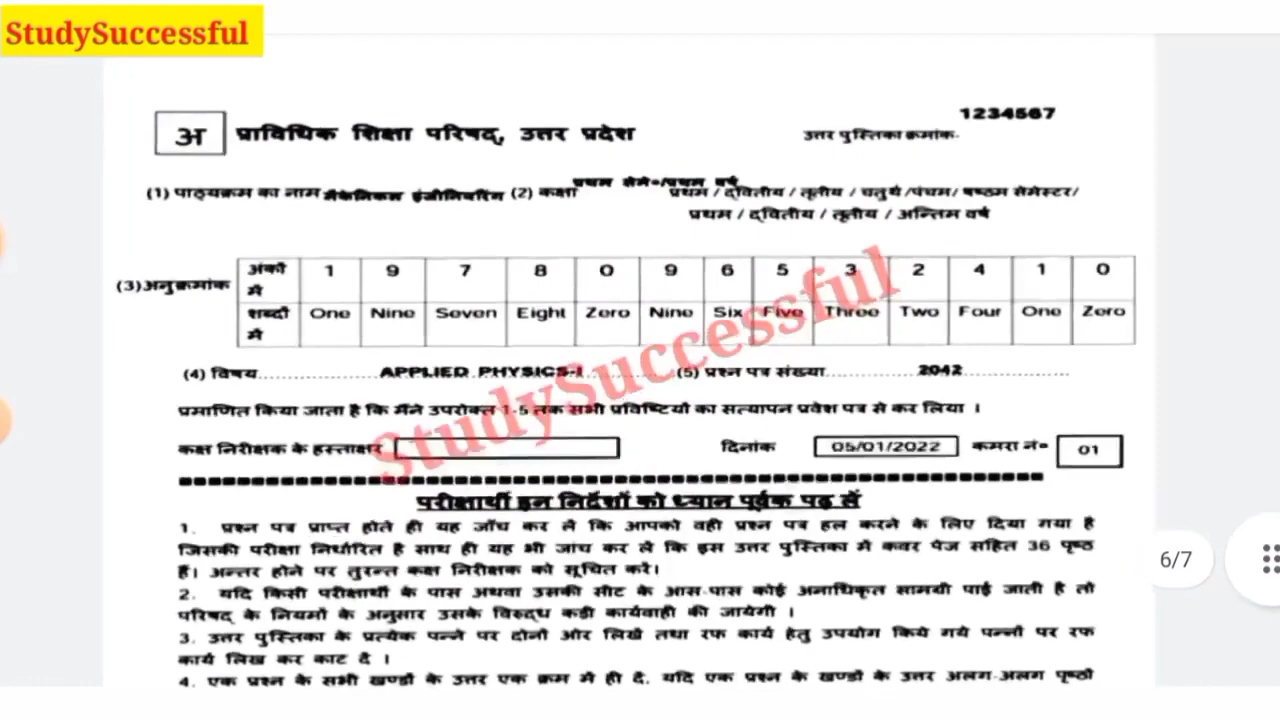 StudySuccessful
1234567
अ प्राविधिक शिक्षा परिषद्, उत्तर प्रदेश उत्तर पुस्तिका क्रमांक-
प्रथम सेमे०/प्रथम वर्ष
(1) पाठ्यक्रम का नाम मैकेनिकल इंजीनियरिंग (2) कक्षा प्रथम / द्वितीय / तृतीय / चतुर्थ /पंचम/ षष्ठम सेमेस्टर/
प्रथम / द्वितीय / तृतीय / अन्तिम वर्ष
(3)अनुक्रमांक अंकों में 1 9 7 8 0 9 6 5 3 2 4 1 0
शब्दों में One Nine Seven Eight Zero Nine Six Five Three Two Four One Zero
(4) विषय.......... APPLIED PHYSICS-I .......... (5) प्रश्न पत्र संख्या.......... 2042 ..........
प्रमाणित किया जाता है कि मैंने उपरोक्त 1-5 तक सभी प्रविष्टियों का सत्यापन प्रवेश पत्र से कर लिया ।
कक्ष निरीक्षक के हस्ताक्षर दिनांक 05/01/2022 कमरा नं० 01
StudySuccessful
परीक्षार्थी इन निर्देशों को ध्यान पूर्वक पढ़ लें
1. प्रश्न पत्र प्राप्त होते ही यह जाँच कर लें कि आपको वही प्रश्न पत्र हल करने के लिए दिया गया है
जिसकी परीक्षा निर्धारित है साथ ही यह भी जांच कर लें कि इस उत्तर पुस्तिका में कवर पेज सहित 36 पृष्ठ
हैं। अन्तर होने पर तुरन्त कक्ष निरीक्षक को सूचित करें।
2. यदि किसी परीक्षार्थी के पास अथवा उसकी सीट के आस-पास कोई अनाधिकृत सामग्री पाई जाती है तो
परिषद् के नियमों के अनुसार उसके विरुद्ध कड़ी कार्यवाही की जायेगी ।
3. उत्तर पुस्तिका के प्रत्येक पन्ने पर दोनों ओर लिखें तथा रफ कार्य हेतु उपयोग किये गये पन्नों पर रफ
कार्य लिख कर काट दें ।
4. एक प्रश्न के सभी खण्डों के उत्तर एक क्रम में ही दें. यदि एक प्रश्न के खण्डों के उत्तर अलग-अलग पृष्ठों
6/7